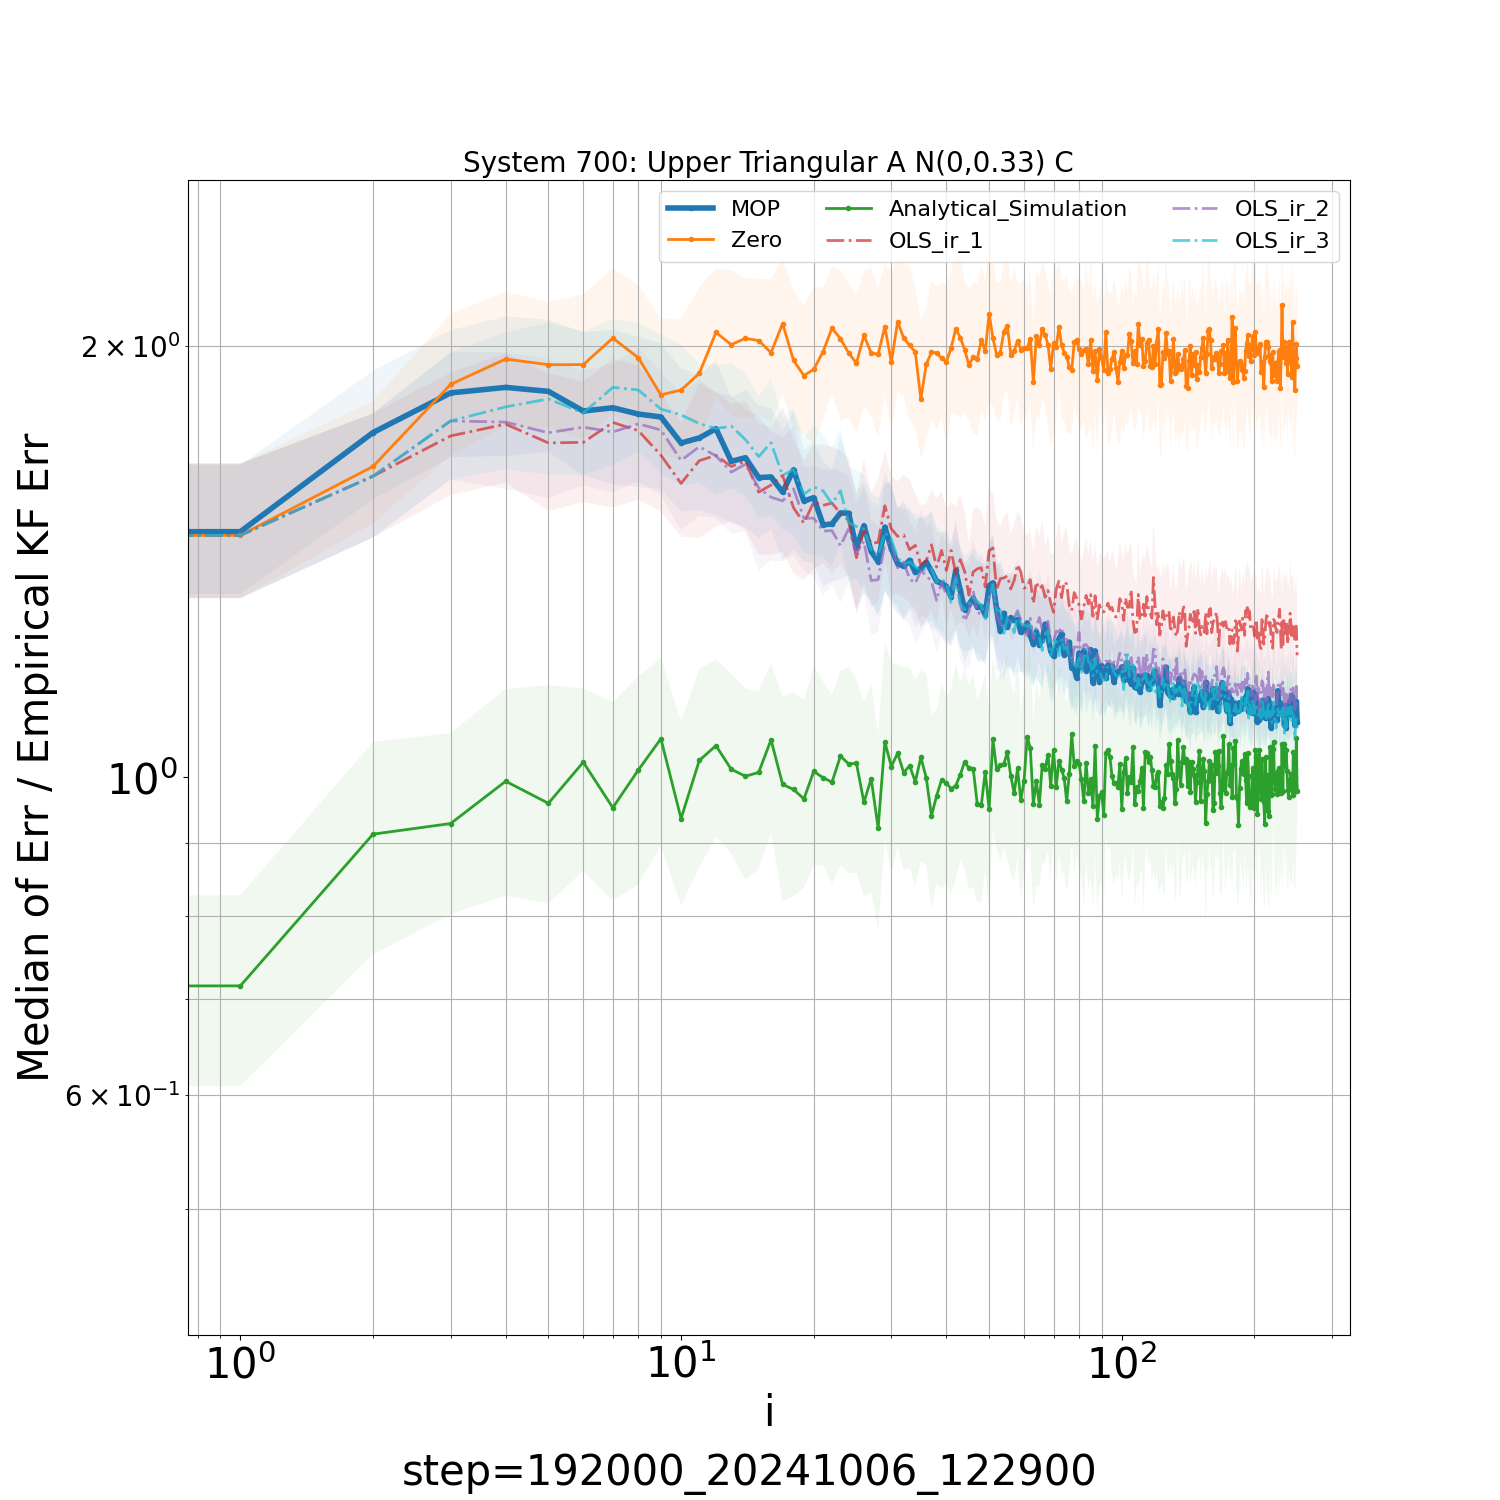 System 700: Upper Triangular A N(0,0.33) C
MOP
Zero
Analytical_Simulation
OLS_ir_1
OLS_ir_2
OLS_ir_3
Median of Err / Empirical KF Err
2 × 10⁰
10⁰
6 × 10⁻¹
10⁰ 10¹ 10²
i
step=192000_20241006_122900